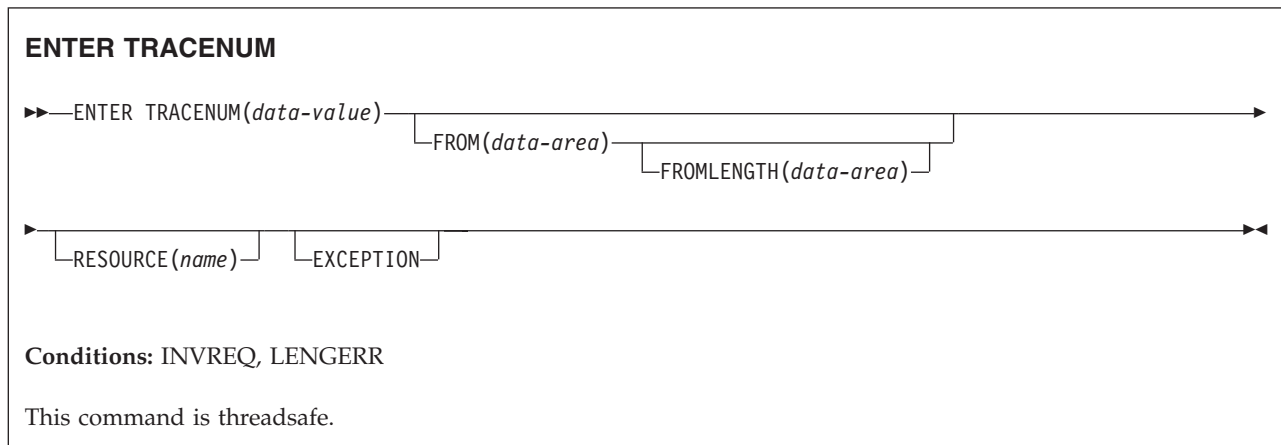 ENTER TRACENUM
ENTER TRACENUM(data-value)
FROM(data-area)
FROMLENGTH(data-area)
RESOURCE(name) EXCEPTION
Conditions: INVREQ, LENGERR
This command is threadsafe.